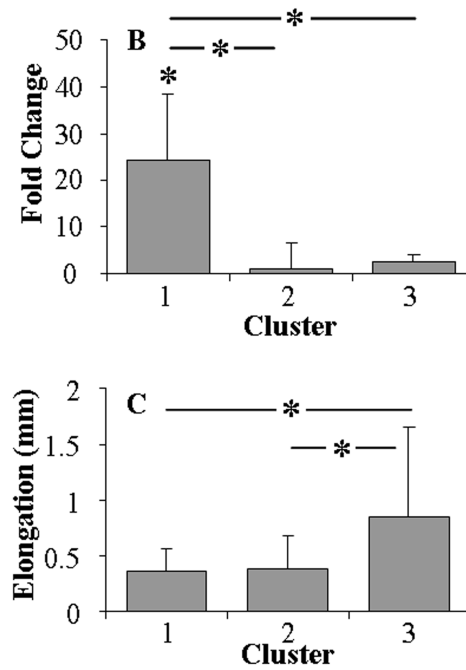 *
50 B *
40 *
30
20
10
0
Fold Change
1 2 3
Cluster
2 C *
1.5 *
1
0.5
0
Elongation (mm)
1 2 3
Cluster